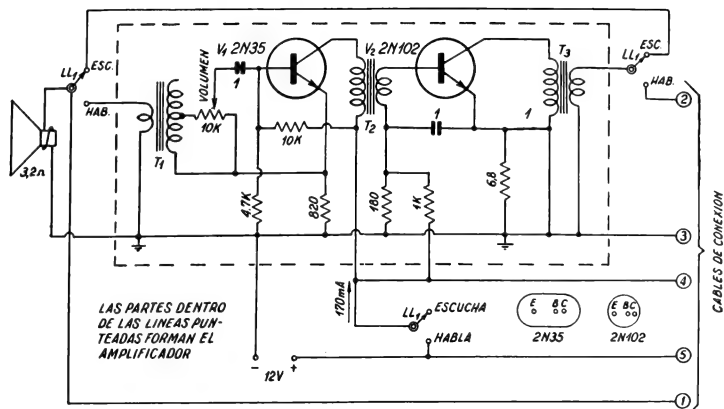 V1 2N35
V2 2N102
T3
LL1
ESC.
HAB.
LL1
ESC.
HAB.
VOLUMEN
1
10K
T1
10K
T2
1
1
3,2Ω
4.7K
820
180
1K
6,8
2
3
4
5
1
CABLES DE CONEXION
170mA
LL1
ESCUCHA
HABLA
E B C
2N35
E B C
2N102
LAS PARTES DENTRO
DE LAS LINEAS PUN-
TEADAS FORMAN EL
AMPLIFICADOR
- 12V +